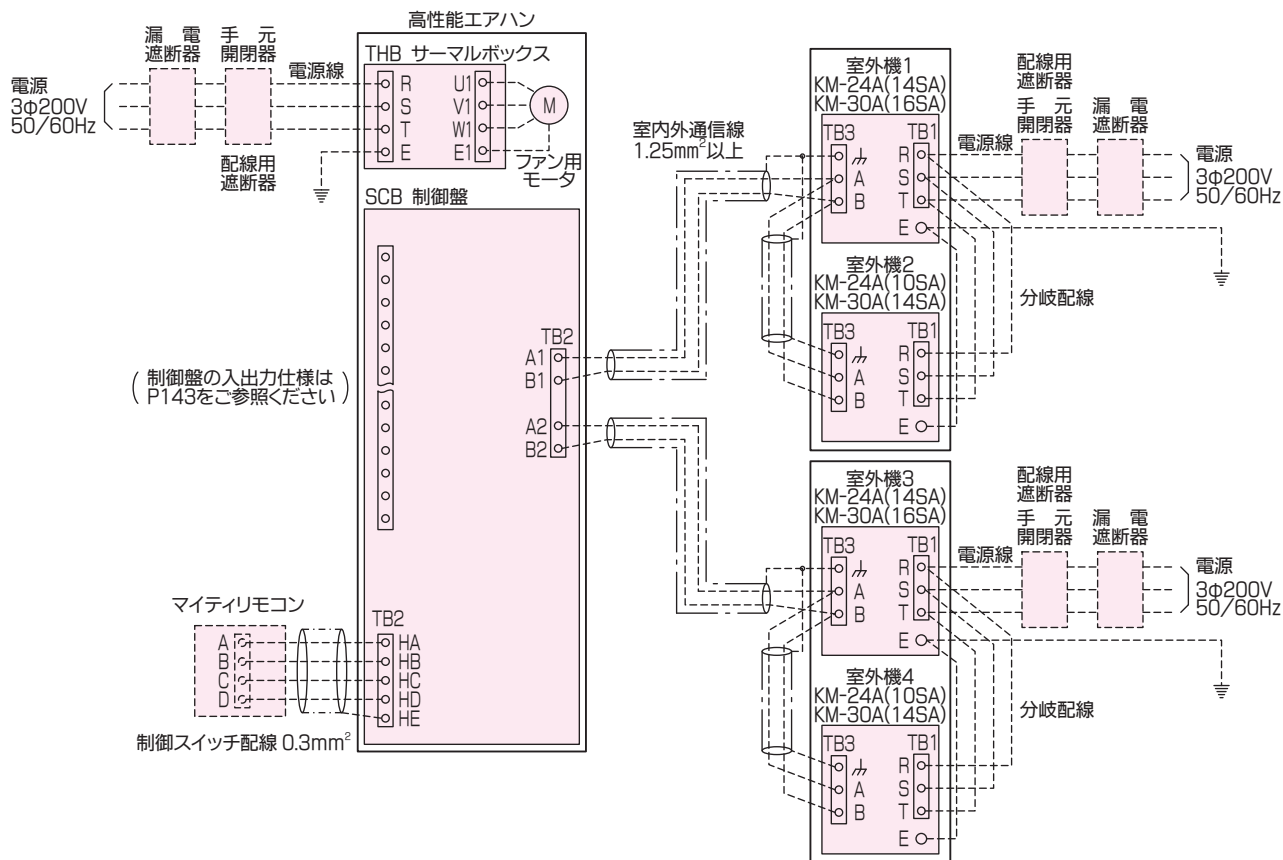 高性能エアハン
漏電
遮断器
手元
開閉器
電源線
電源
3φ200V
50/60Hz
配線用
遮断器
THB サーマルボックス
R
S
T
E
U1
V1
W1
E1
M
ファン用
モータ
SCB 制御盤
(制御盤の入出力仕様は
P143をご参照ください)
TB2
A1
B1
A2
B2
マイティリモコン
A
B
C
D
TB2
HA
HB
HC
HD
HE
制御スイッチ配線 0.3mm²
室内外通信線
1.25mm²以上
室外機1
KM-24A(14SA)
KM-30A(16SA)
TB3
A
B
TB1
R
S
T
E
電源線
配線用
遮断器
手元
開閉器
漏電
遮断器
電源
3φ200V
50/60Hz
分岐配線
室外機2
KM-24A(10SA)
KM-30A(14SA)
TB3
A
B
TB1
R
S
T
E
室外機3
KM-24A(14SA)
KM-30A(16SA)
TB3
A
B
TB1
R
S
T
E
電源線
配線用
遮断器
手元
開閉器
漏電
遮断器
電源
3φ200V
50/60Hz
分岐配線
室外機4
KM-24A(10SA)
KM-30A(14SA)
TB3
A
B
TB1
R
S
T
E